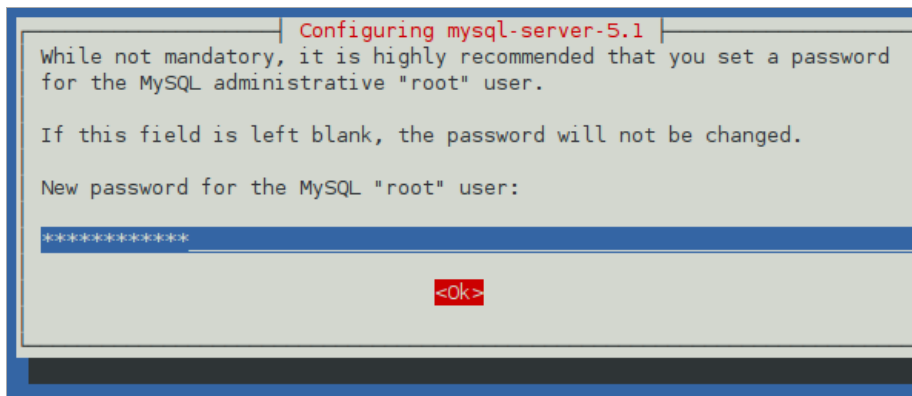 Configuring mysql-server-5.1
While not mandatory, it is highly recommended that you set a password
for the MySQL administrative "root" user.
If this field is left blank, the password will not be changed.
New password for the MySQL "root" user:
************
<Ok>